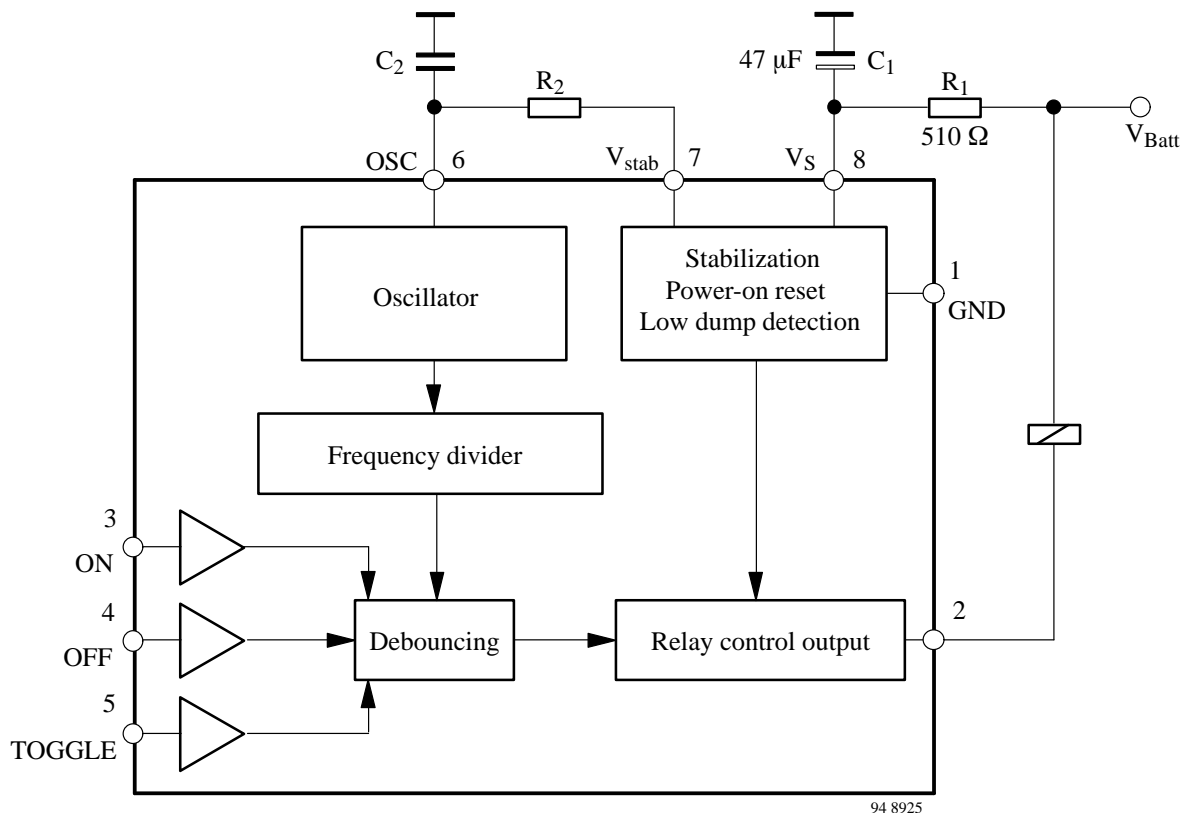 C2
47 µF
C1
R2
R1
510 Ω
VBatt
OSC
6
Vstab
7
VS
8
Oscillator
Stabilization
Power-on reset
Low dump detection
1
GND
Frequency divider
3
ON
4
OFF
5
TOGGLE
Debouncing
Relay control output
2
94 8925